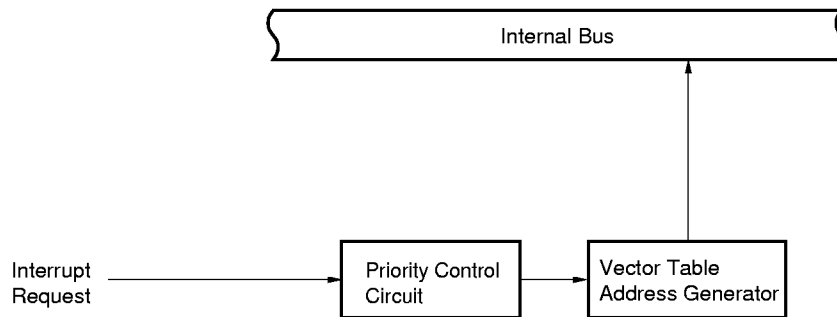 Internal Bus
Interrupt
Request
Priority Control
Circuit
Vector Table
Address Generator